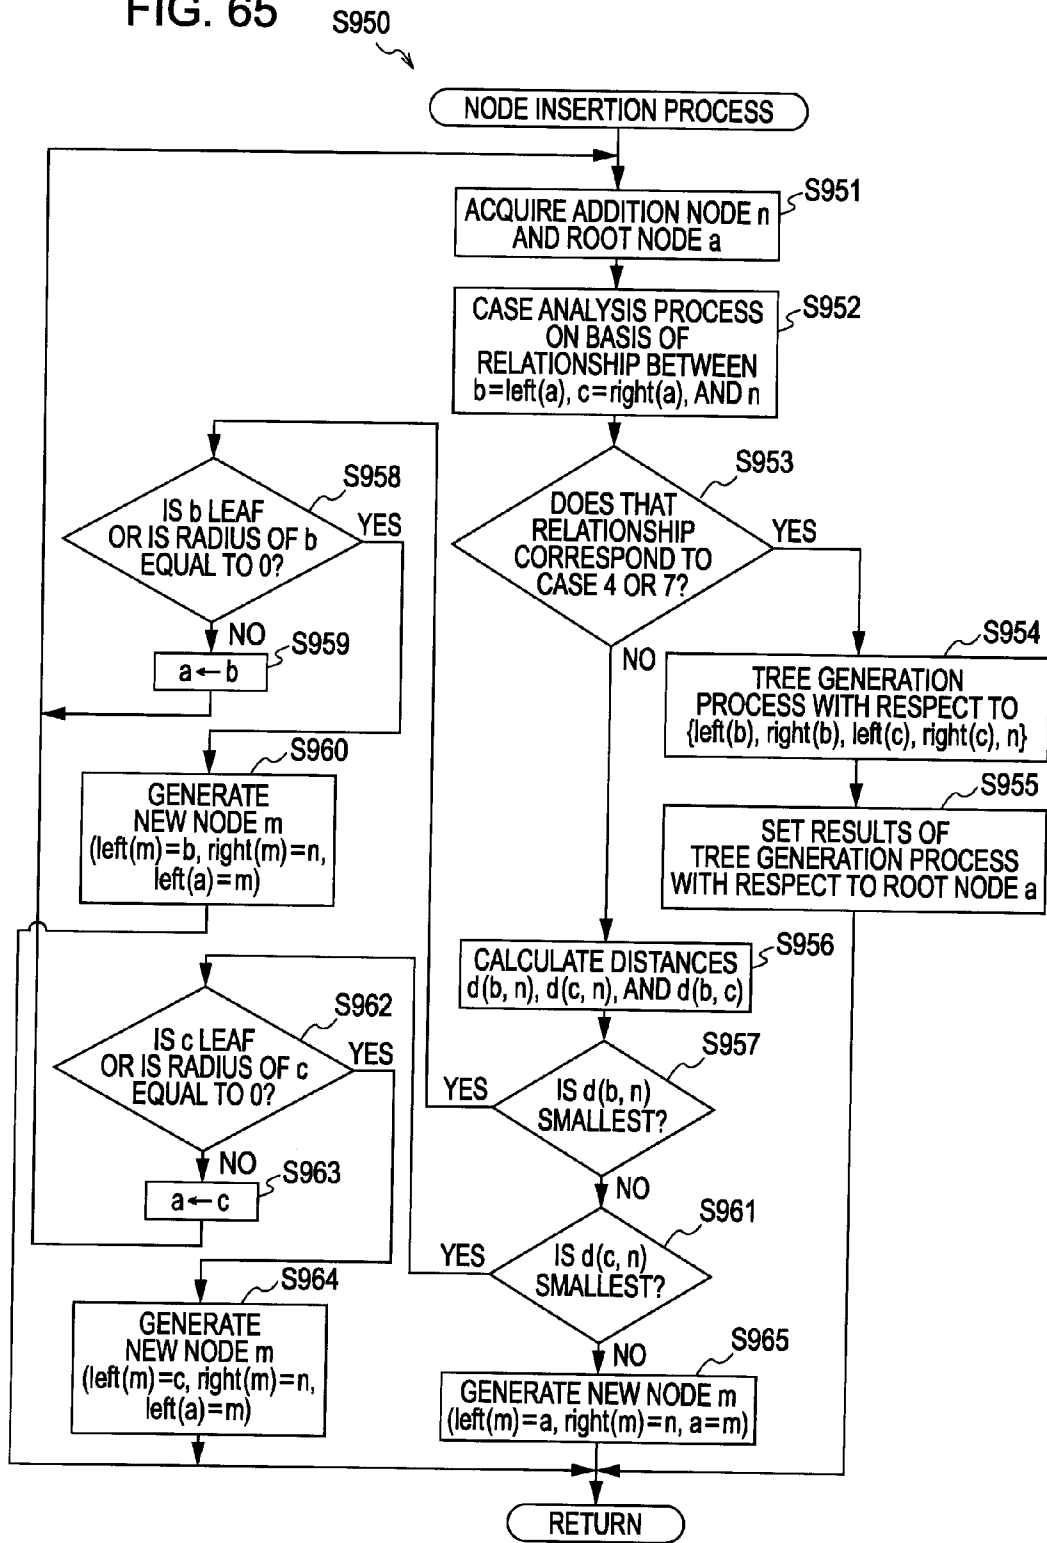 FIG. 65
S950
NODE INSERTION PROCESS
S951
ACQUIRE ADDITION NODE n
AND ROOT NODE a
S952
CASE ANALYSIS PROCESS
ON BASIS OF
RELATIONSHIP BETWEEN
b=left(a), c=right(a), AND n
S953
DOES THAT
RELATIONSHIP
CORRESPOND TO
CASE 4 OR 7?
YES
NO
S954
TREE GENERATION
PROCESS WITH RESPECT TO
{left(b), right(b), left(c), right(c), n}
S955
SET RESULTS OF
TREE GENERATION PROCESS
WITH RESPECT TO ROOT NODE a
S956
CALCULATE DISTANCES
d(b, n), d(c, n), AND d(b, c)
S957
IS d(b, n)
SMALLEST?
YES
NO
S958
IS b LEAF
OR IS RADIUS OF b
EQUAL TO 0?
YES
NO
S959
a←b
S960
GENERATE
NEW NODE m
(left(m)=b, right(m)=n,
left(a)=m)
S961
IS d(c, n)
SMALLEST?
YES
NO
S962
IS c LEAF
OR IS RADIUS OF c
EQUAL TO 0?
YES
NO
S963
a←c
S964
GENERATE
NEW NODE m
(left(m)=c, right(m)=n,
left(a)=m)
S965
GENERATE NEW NODE m
(left(m)=a, right(m)=n, a=m)
RETURN